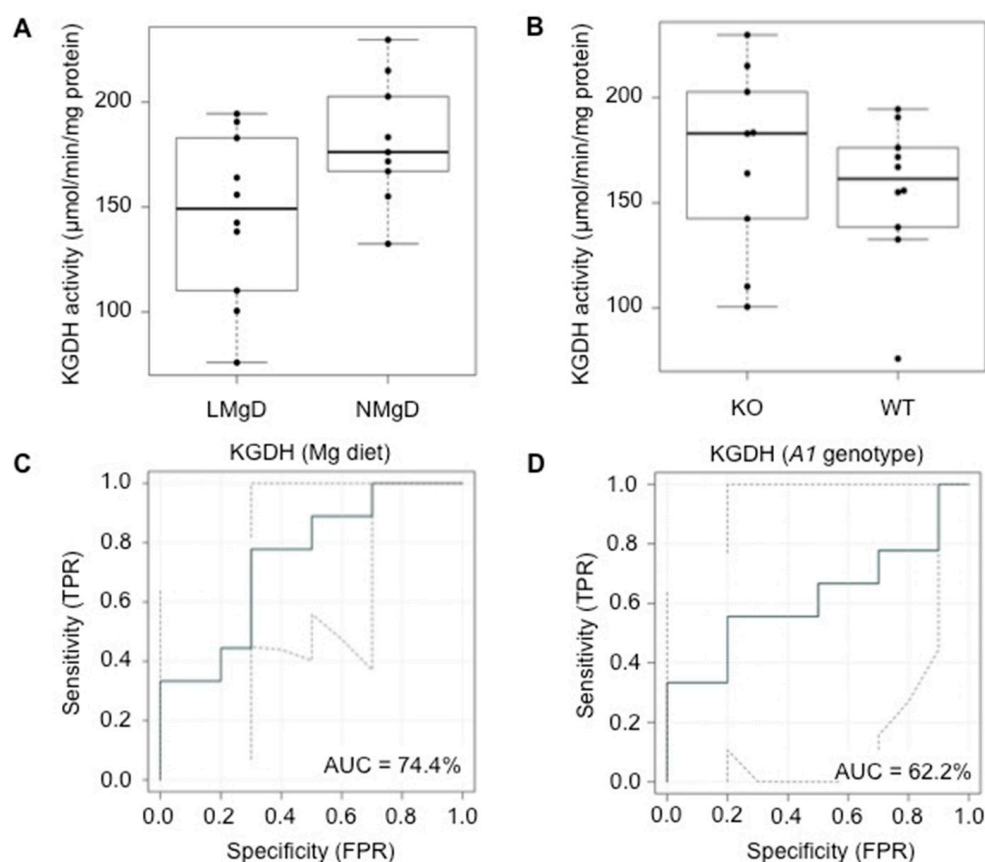 A
KGDH activity (µmol/min/mg protein)
200
150
100
LMgD NMgD
B
KGDH activity (µmol/min/mg protein)
200
150
100
KO WT
C
KGDH (Mg diet)
Sensitivity (TPR)
1.0
0.8
0.6
0.4
0.2
0.0
AUC = 74.4%
0.0 0.2 0.4 0.6 0.8 1.0
Specificity (FPR)
D
KGDH (A1 genotype)
Sensitivity (TPR)
1.0
0.8
0.6
0.4
0.2
0.0
AUC = 62.2%
0.0 0.2 0.4 0.6 0.8 1.0
Specificity (FPR)